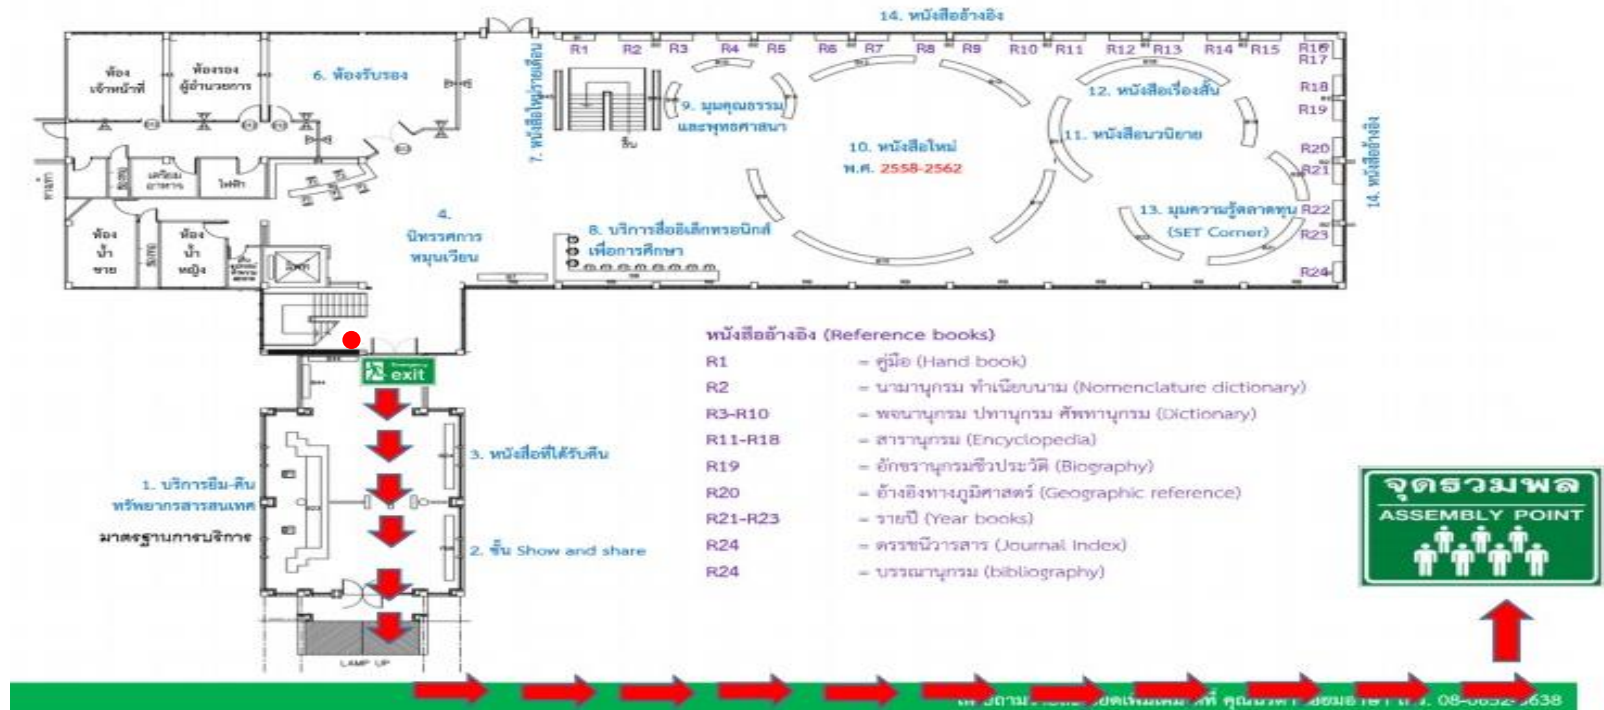 14. หนังสืออ้างอิง
R1 R2 R3 R4 R5 R6 R7 R8 R9 R10 R11 R12 R13 R14 R15 R16
R17
R18
R19
R20
R21
R22
R23
R24
14. หนังสืออ้างอิง
ห้อง
เจ้าหน้าที่
ห้องรอง
ผู้อำนวยการ
6. ห้องรับรอง
7. หนังสือใหม่รายเดือน
ขึ้น
9. มุมคุณธรรม
และพุทธศาสนา
10. หนังสือใหม่
พ.ศ. 2558-2562
12. หนังสือเรื่องสั้น
11. หนังสือนวนิยาย
13. มุมความรู้ตลาดทุน
(SET Corner)
เตรียม
อาหาร
ไฟฟ้า
ห้อง
น้ำ
ชาย
ห้อง
น้ำ
หญิง
ลิฟท์
4.
นิทรรศการ
หมุนเวียน
8. บริการสื่ออิเล็กทรอนิกส์
เพื่อการศึกษา
Emergency
exit
หนังสืออ้างอิง (Reference books)
R1 = คู่มือ (Hand book)
R2 = นามานุกรม ทำเนียบนาม (Nomenclature dictionary)
R3-R10 = พจนานุกรม ปทานุกรม ศัพทานุกรม (Dictionary)
R11-R18 = สารานุกรม (Encyclopedia)
R19 = อักขรานุกรมชีวประวัติ (Biography)
R20 = อ้างอิงทางภูมิศาสตร์ (Geographic reference)
R21-R23 = รายปี (Year books)
R24 = ดรรชนีวารสาร (Journal Index)
R24 = บรรณานุกรม (bibliography)
3. หนังสือที่ได้รับคืน
1. บริการยืม-คืน
ทรัพยากรสารสนเทศ
มาตรฐานการบริการ
2. ชั้น Show and share
LAMP UP
จุดรวมพล
ASSEMBLY POINT